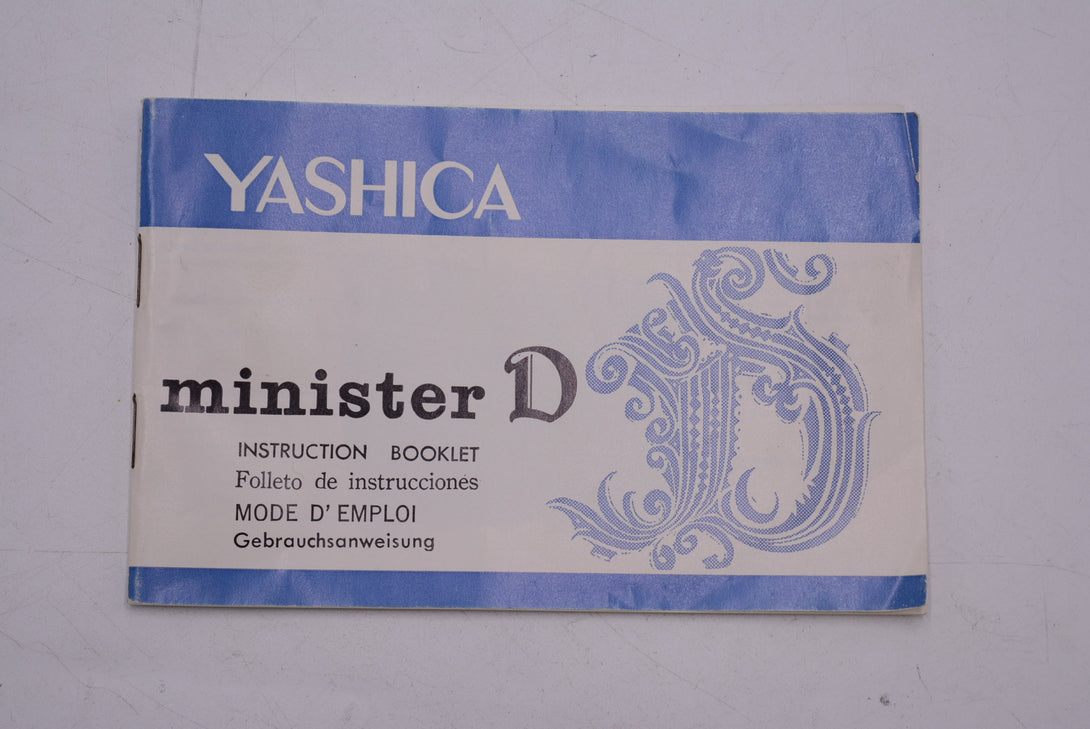 YASHICA
minister D
INSTRUCTION BOOKLET
Folleto de instrucciones
MODE D' EMPLOI
Gebrauchsanweisung